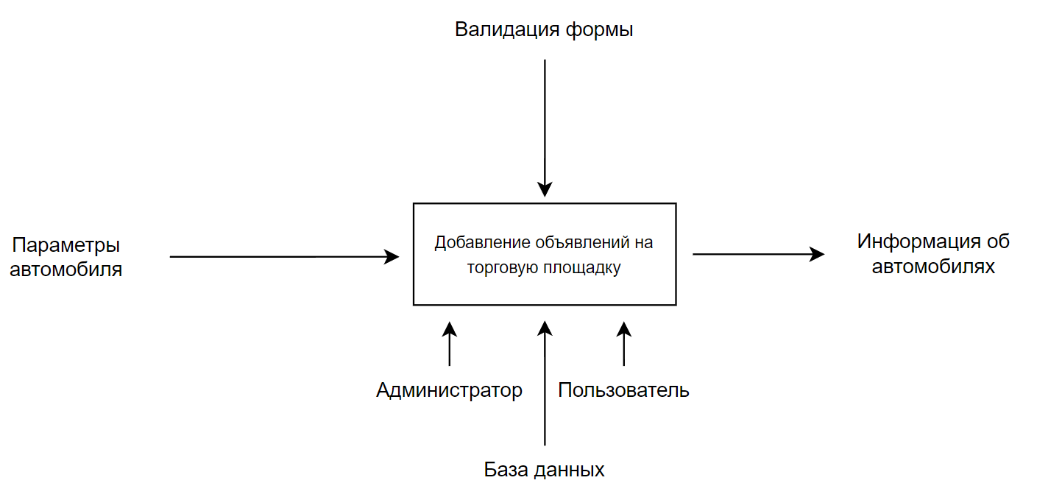 Валидация формы
Параметры
автомобиля
Добавление объявлений на
торговую площадку
Информация об
автомобилях
Администратор
Пользователь
База данных